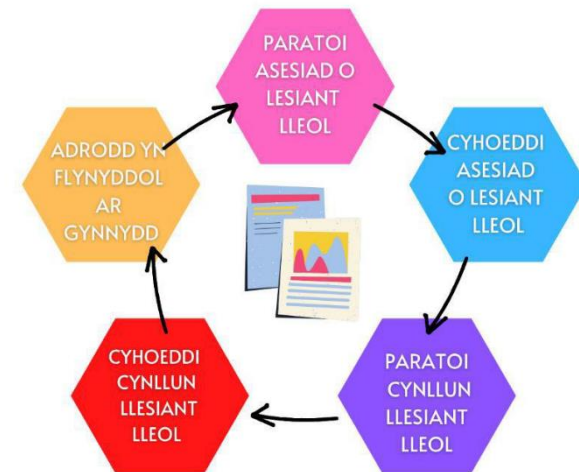 PARATOI
ASESIAD O
LESIANT
LLEOL
CYHOEDDI
ASESIAD
O LESIANT
LLEOL
PARATOI
CYNLLUN
LLESIANT
LLEOL
CYHOEDDI
CYNLLUN
LLESIANT
LLEOL
ADRODD YN
FLYNYDDOL
AR
GYNNYDD